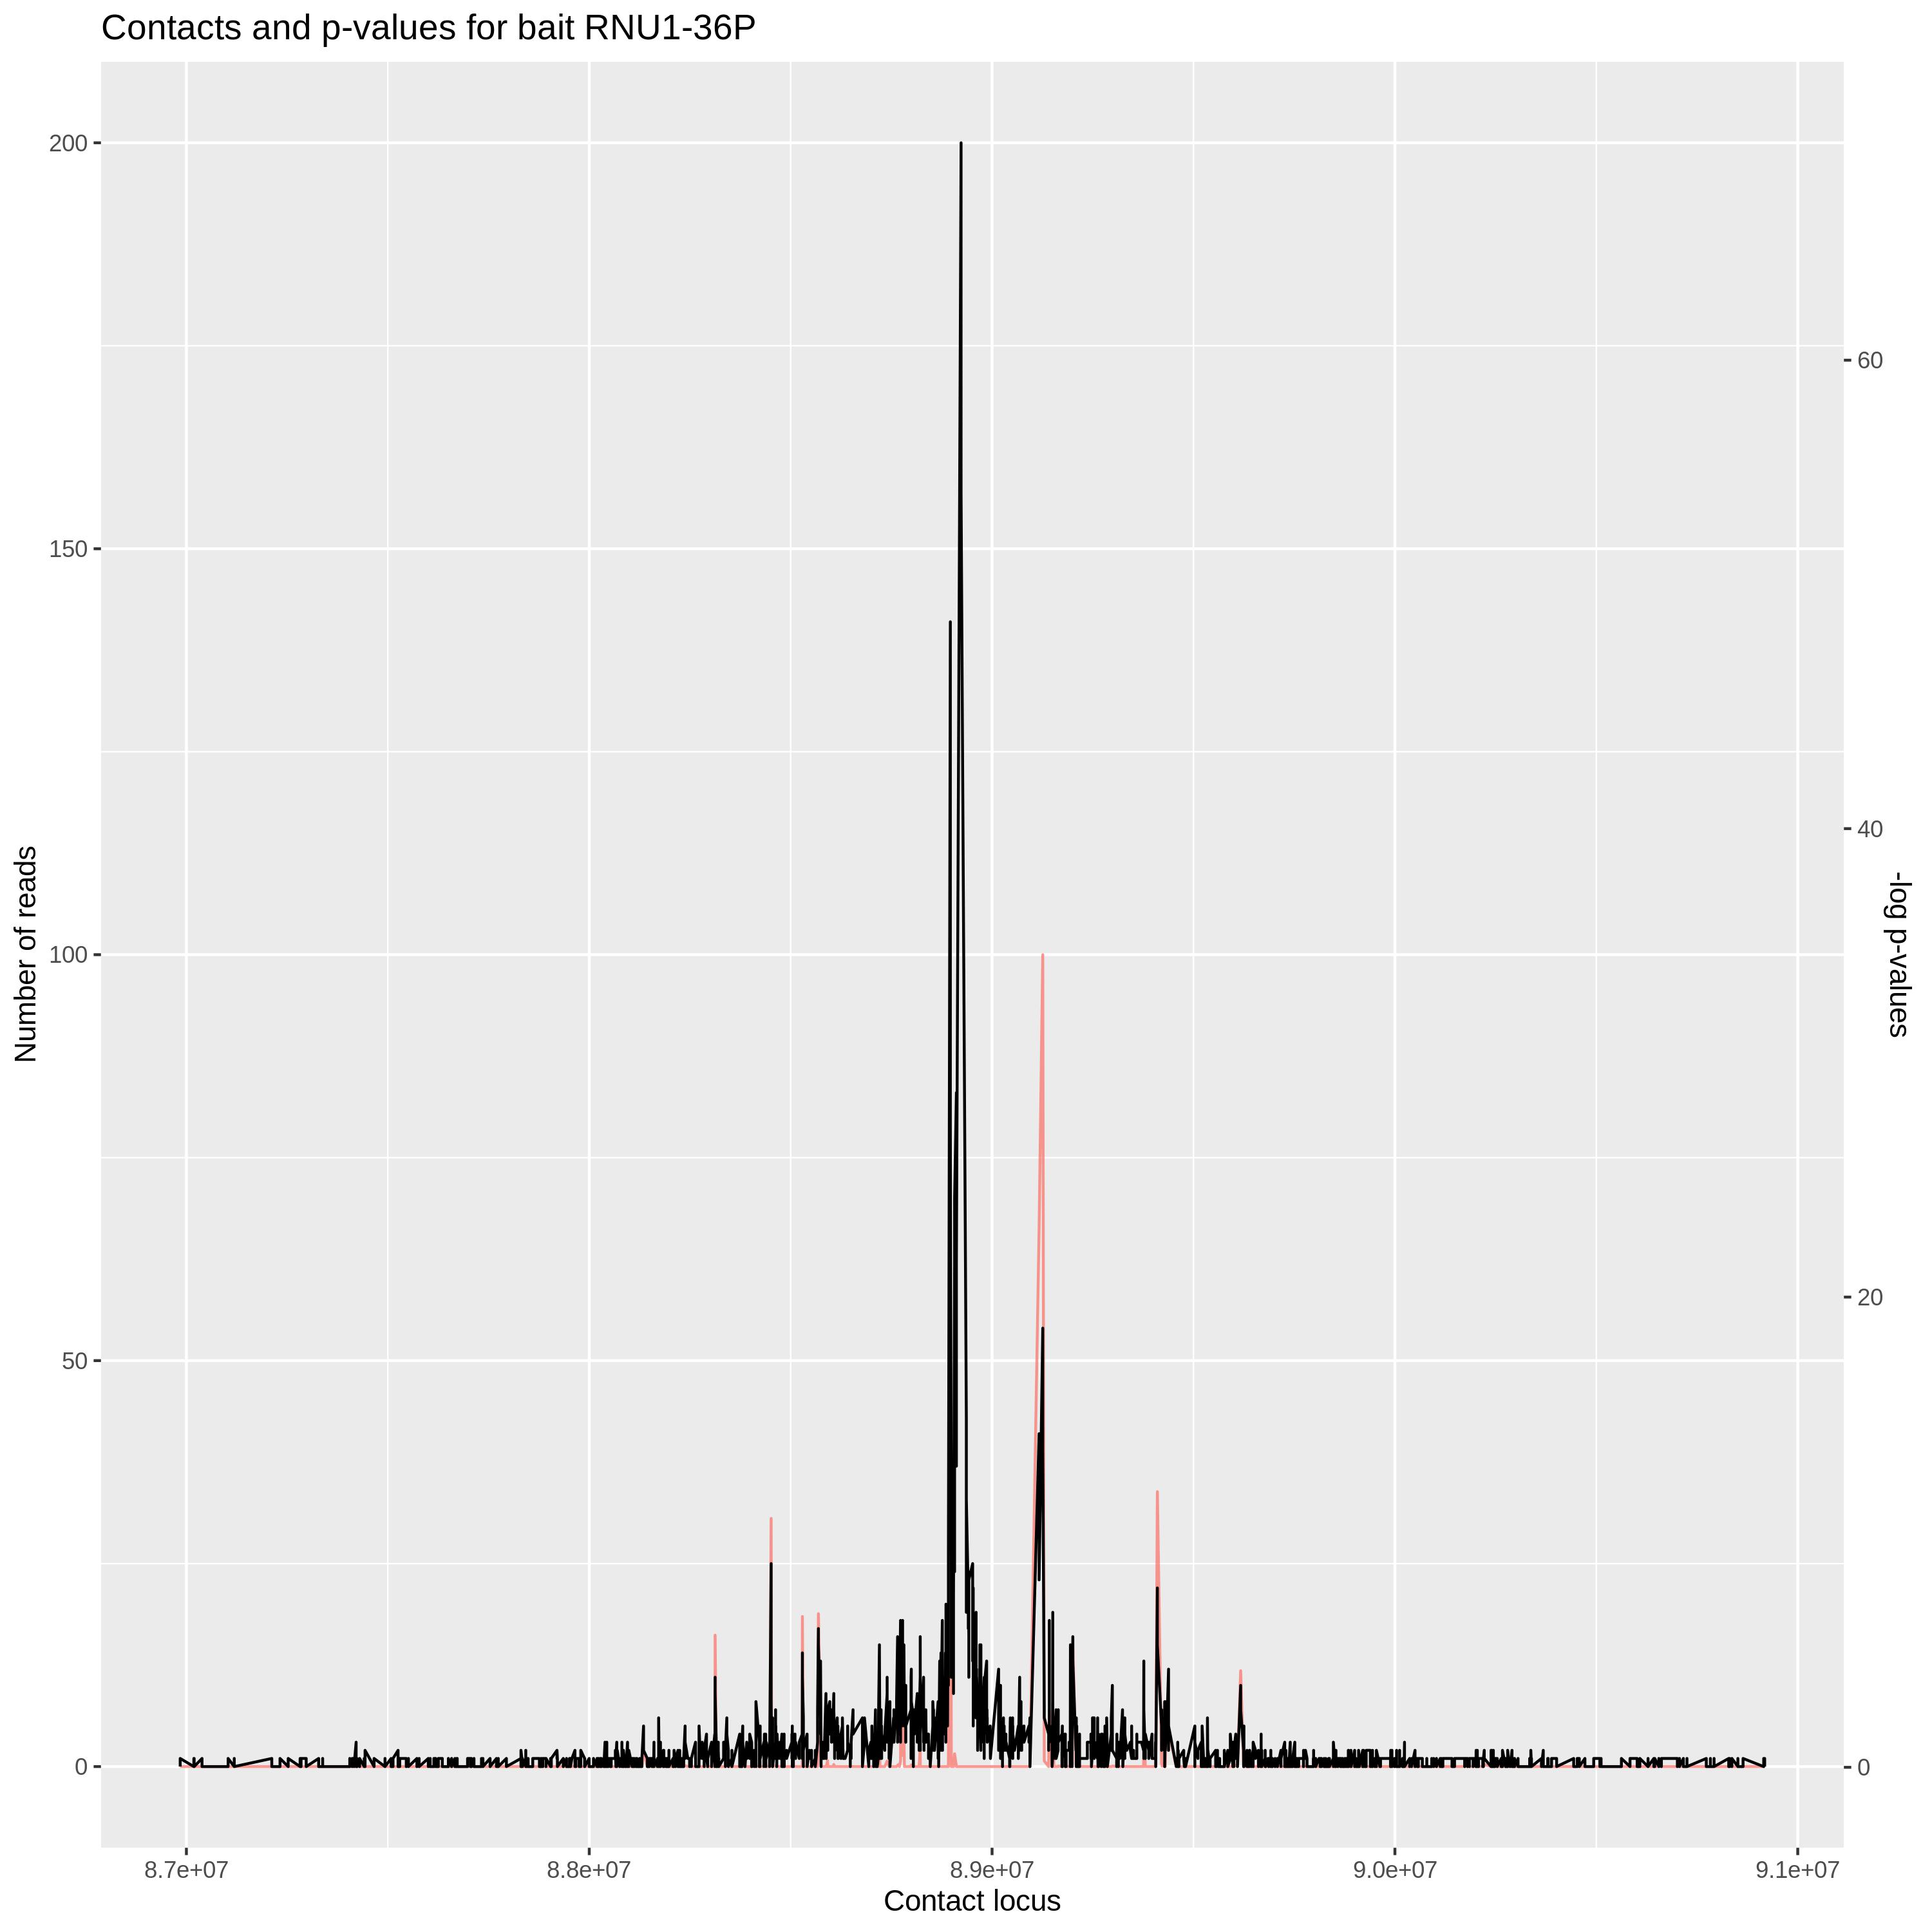 Contacts and p-values for bait RNU1-36P
200
150
100
50
0
Number of reads
60
40
20
0
-log p-values
8.7e+07 8.8e+07 8.9e+07 9.0e+07 9.1e+07
Contact locus